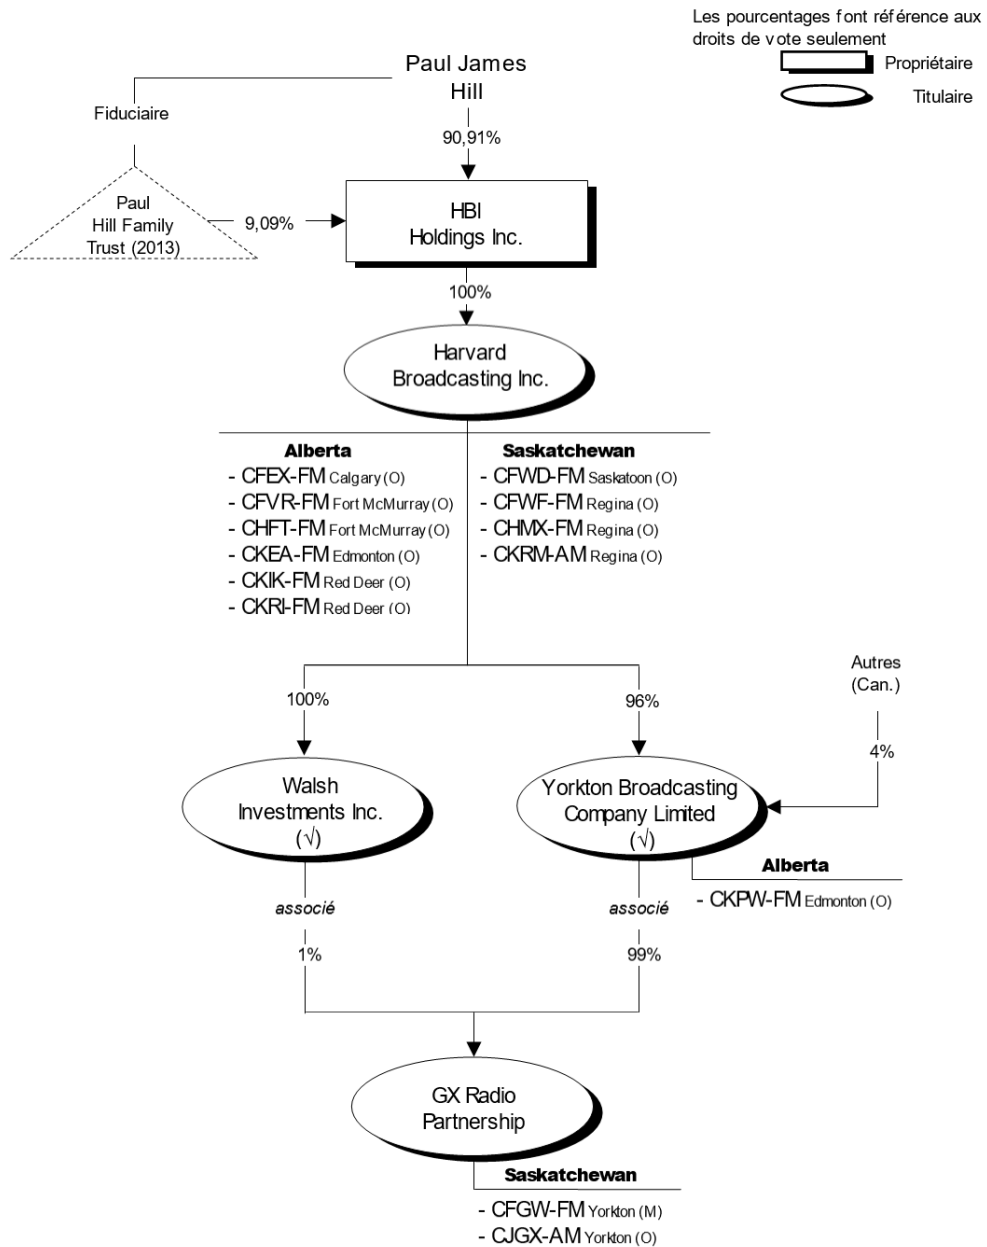 Les pourcentages font référence aux
droits de vote seulement
Propriétaire
Titulaire
Paul James
Hill
Fiduciaire
90,91%
Paul
Hill Family
Trust (2013)
9,09%
HBI
Holdings Inc.
100%
Harvard
Broadcasting Inc.
Alberta
- CFEX-FM Calgary (O)
- CFVR-FM Fort McMurray (O)
- CHFT-FM Fort McMurray (O)
- CKEA-FM Edmonton (O)
- CKIK-FM Red Deer (O)
- CKRI-FM Red Deer (O)
Saskatchewan
- CFWD-FM Saskatoon (O)
- CFWF-FM Regina (O)
- CHMX-FM Regina (O)
- CKRM-AM Regina (O)
Autres
(Can.)
100%
96%
4%
Walsh
Investments Inc.
(√)
Yorkton Broadcasting
Company Limited
(√)
Alberta
- CKPW-FM Edmonton (O)
associé
associé
1%
99%
GX Radio
Partnership
Saskatchewan
- CFGW-FM Yorkton (M)
- CJGX-AM Yorkton (O)